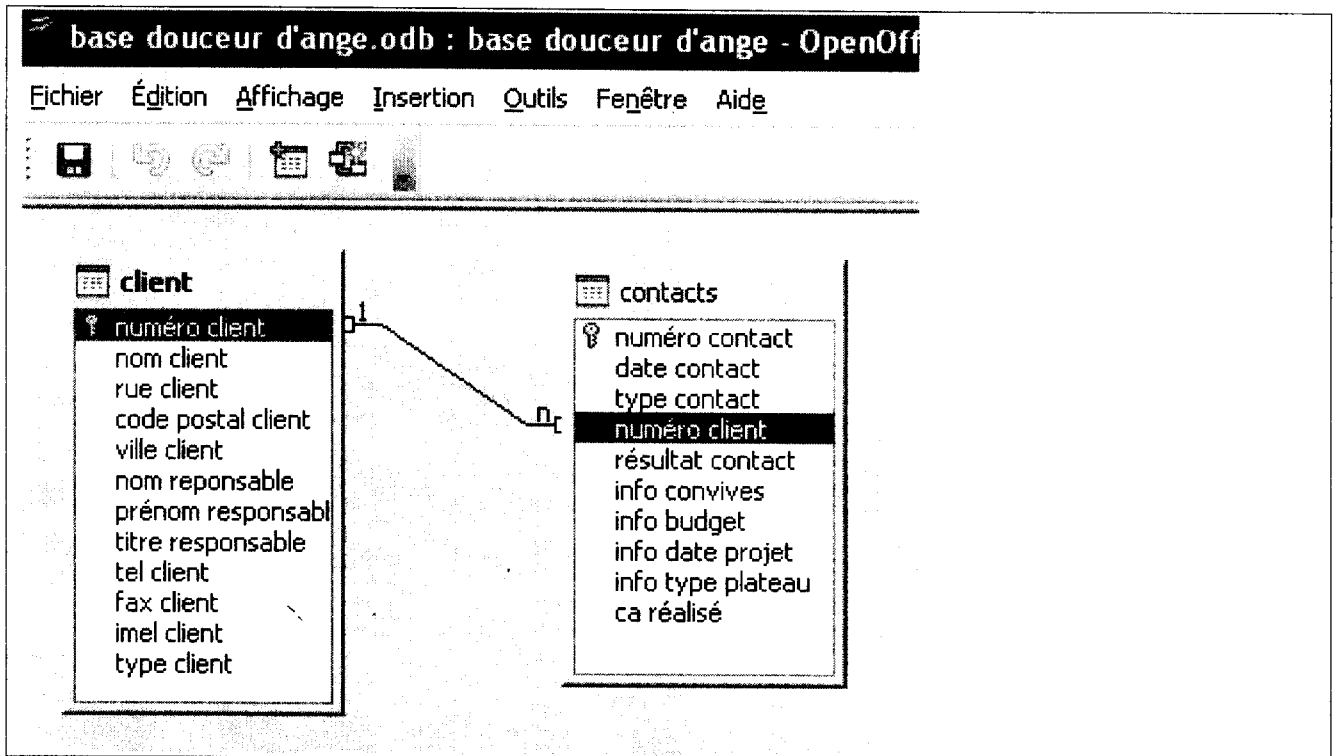 base douceur d'ange.odb : base douceur d'ange - OpenOff
Fichier Édition Affichage Insertion Outils Fenêtre Aide
client
numéro client
nom client
rue client
code postal client
ville client
nom reponsable
prénom responsabl
titre responsable
tel client
fax client
imel client
type client
1
n
contacts
numéro contact
date contact
type contact
numéro client
résultat contact
info convives
info budget
info date projet
info type plateau
ca réalisé